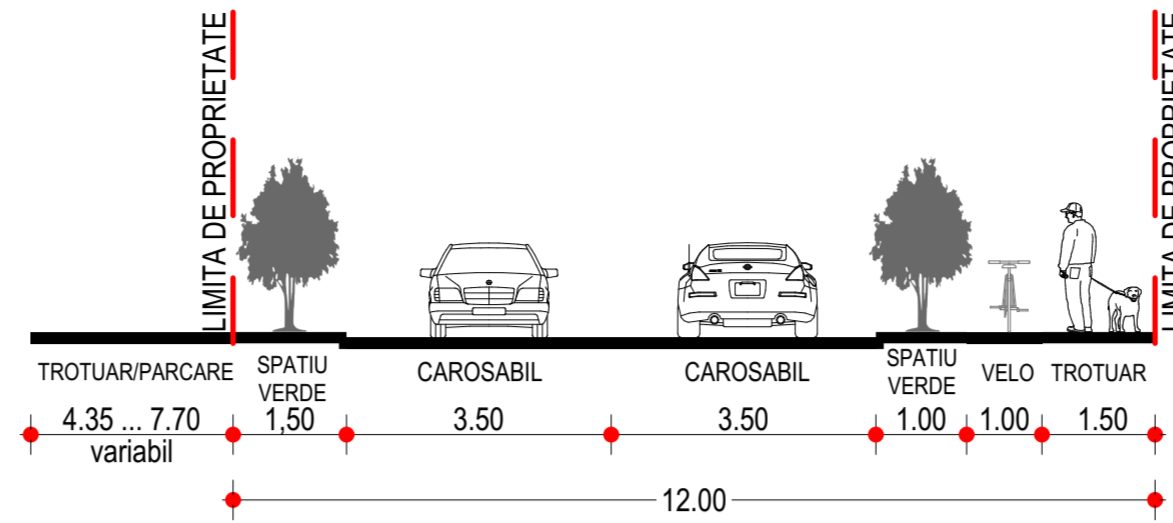 LIMITA DE PROPRIETATE
LIMITA DE PROPRIETATE
TROTUAR/PARCARE
SPATIU
VERDE
CAROSABIL
CAROSABIL
SPATIU
VERDE
VELO
TROTUAR
4.35 ... 7.70
variabil
1,50
3.50
3.50
1.00
1.00
1.50
12.00